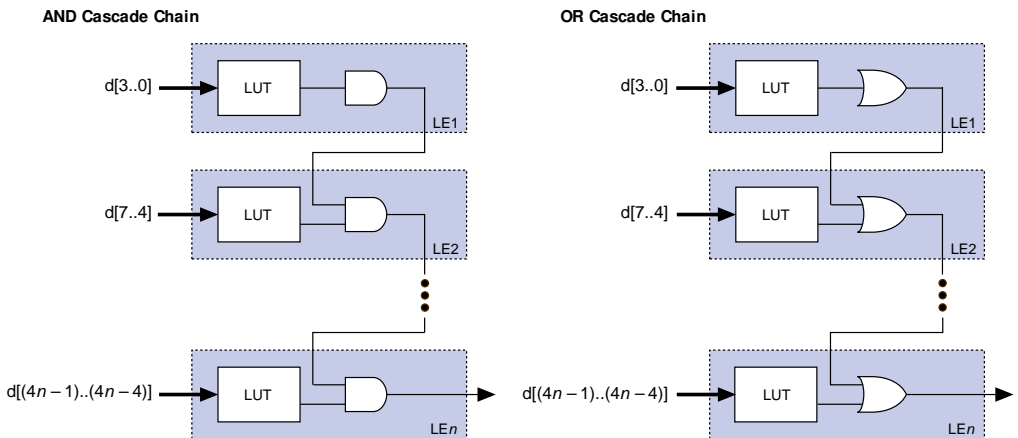 AND Cascade Chain
d[3..0]
LUT
LE1
d[7..4]
LUT
LE2
d[(4n – 1)..(4n – 4)]
LUT
LEn
OR Cascade Chain
d[3..0]
LUT
LE1
d[7..4]
LUT
LE2
d[(4n – 1)..(4n – 4)]
LUT
LEn